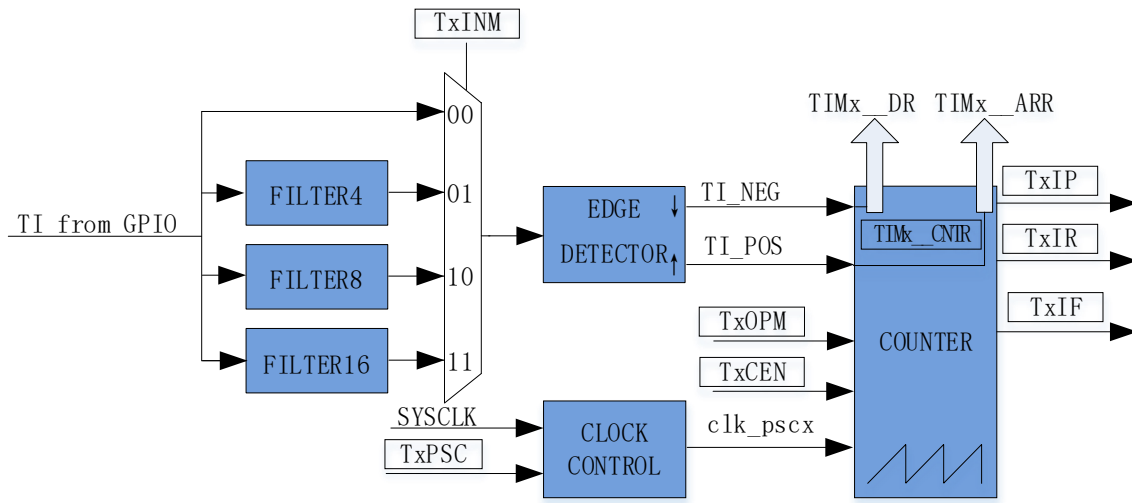 TxINM
TIMx__DR
TIMx__ARR
00
FILTER4
01
TI from GPIO
FILTER8
10
FILTER16
11
EDGE ↓
DETECTOR↑
TI_NEG
TI_POS
TIMx__CNTR
TxIP
TxIR
TxIF
TxOPM
TxCEN
COUNTER
SYSCLK
TxPSC
CLOCK
CONTROL
clk_pscx